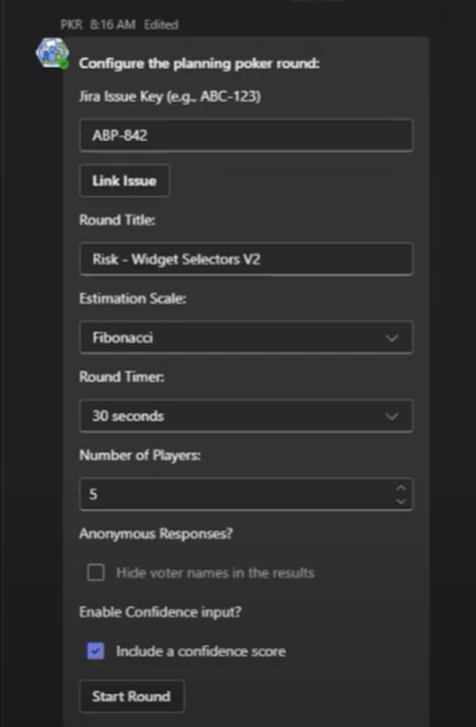 PKR 8:16 AM Edited
Configure the planning poker round:
Jira Issue Key (e.g., ABC-123)
ABP-842
Link Issue
Round Title:
Risk - Widget Selectors V2
Estimation Scale:
Fibonacci
Round Timer:
30 seconds
Number of Players:
5
Anonymous Responses?
Hide voter names in the results
Enable Confidence input?
Include a confidence score
Start Round